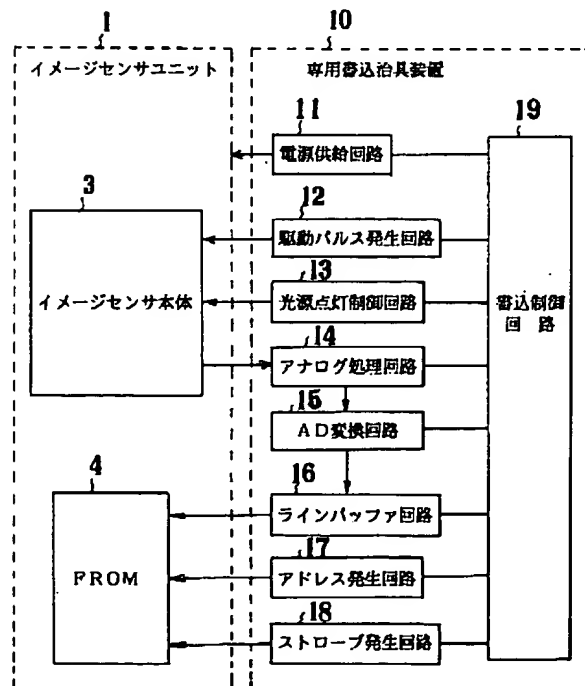 1
10
イメージセンサユニット
専用書込治具装置
11
19
電源供給回路
3
12
駆動パルス発生回路
イメージセンサ本体
13
光源点灯制御回路
書込制御
回路
14
アナログ処理回路
15
AD変換回路
4
16
ラインバッファ回路
FROM
17
アドレス発生回路
18
ストローブ発生回路